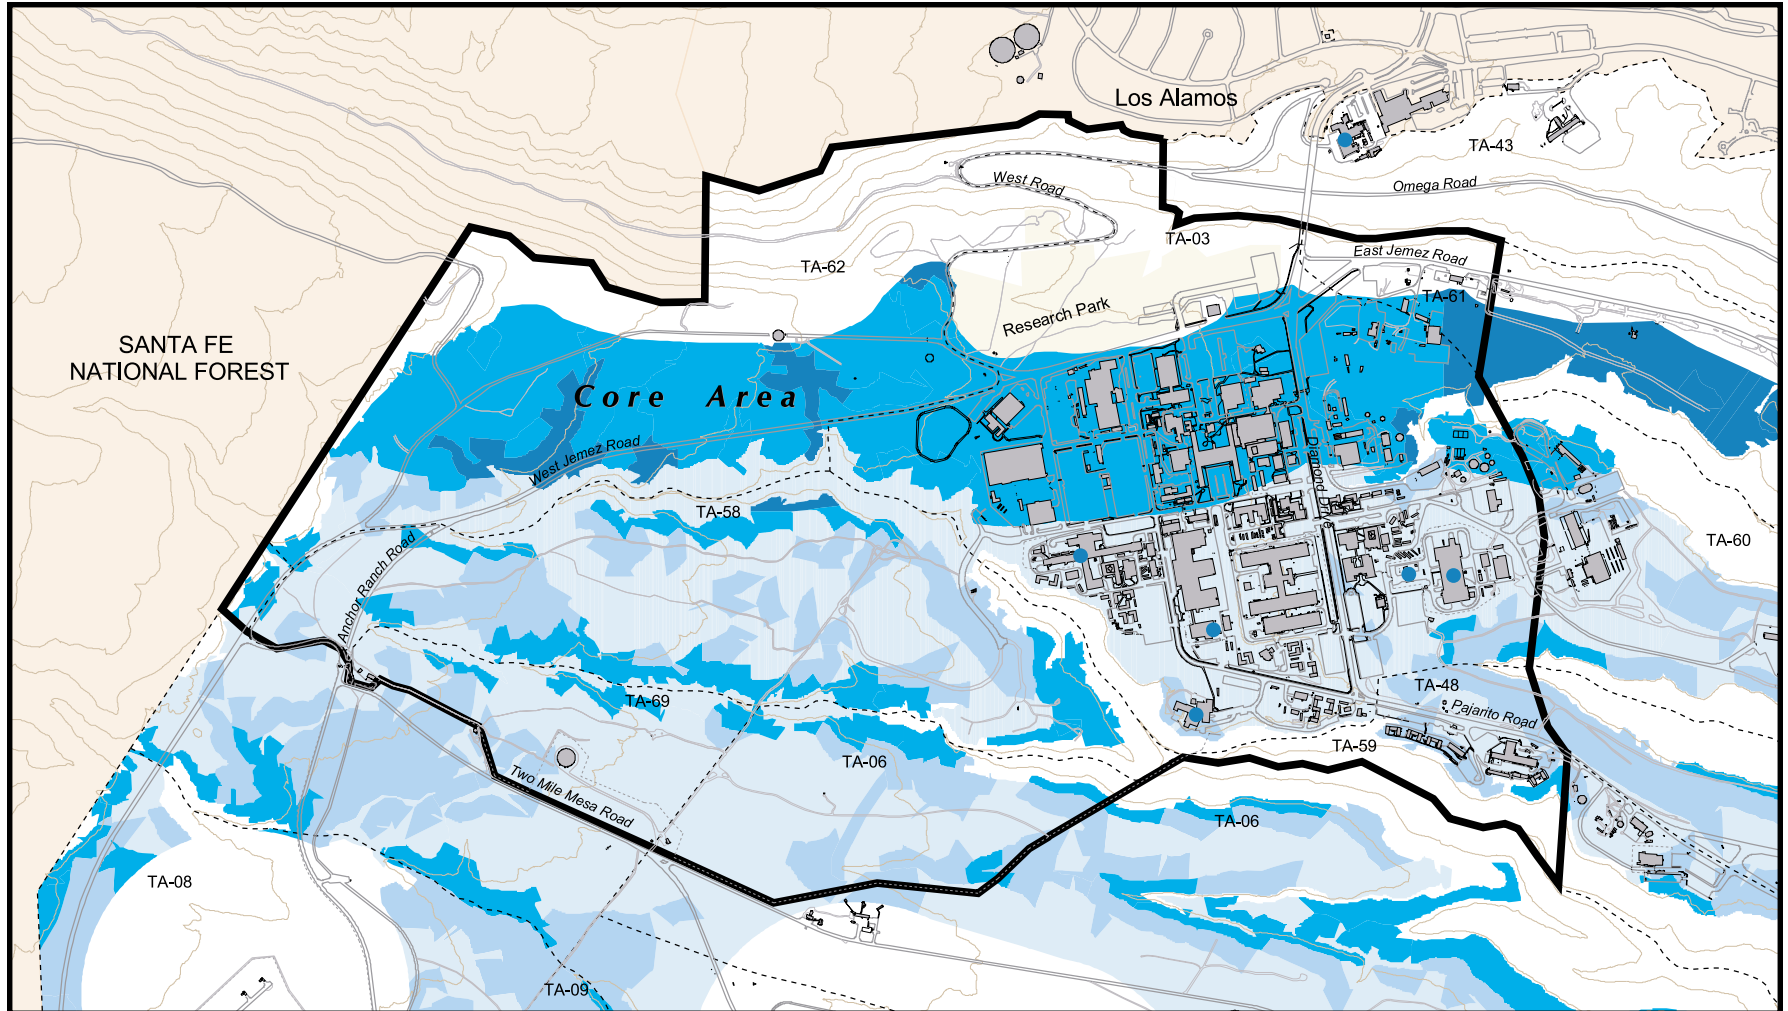 Los Alamos
TA-43
West Road
Omega Road
TA-03
East Jemez Road
TA-62
TA-61
Research Park
SANTA FE
NATIONAL FOREST
Core Area
West Jemez Road
Diamond Drive
TA-58
TA-60
Anchor Ranch Road
TA-48
TA-69
Pajarito Road
TA-59
TA-06
Two Mile Mesa Road
TA-06
TA-08
TA-09